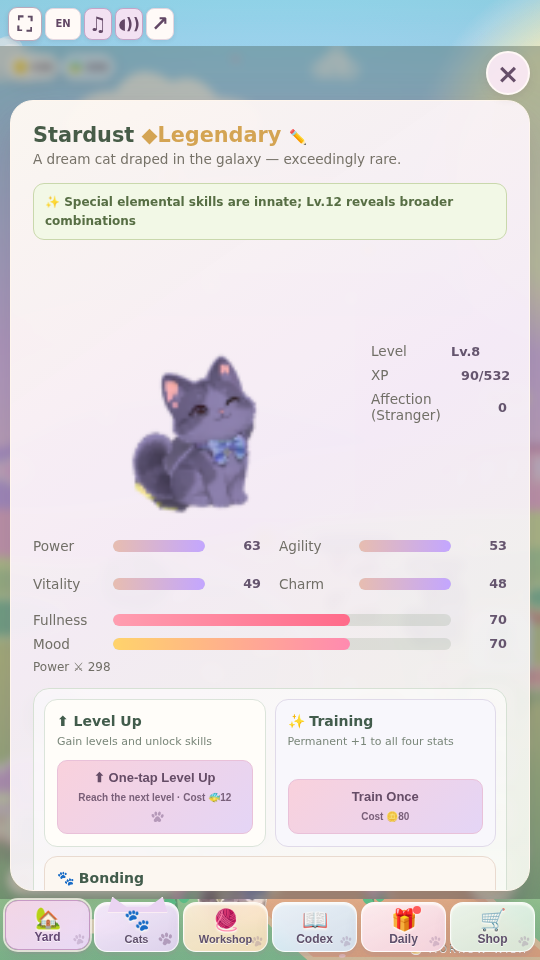 EN
Stardust ◆Legendary ✏️
A dream cat draped in the galaxy — exceedingly rare.
✨ Special elemental skills are innate; Lv.12 reveals broader
combinations
Level Lv.8
XP 90/532
Affection
(Stranger) 0
Power 63 Agility 53
Vitality 49 Charm 48
Fullness 70
Mood 70
Power ⚔ 298
⬆ Level Up
Gain levels and unlock skills
⬆ One-tap Level Up
Reach the next level · Cost 12
✨ Training
Permanent +1 to all four stats
Train Once
Cost 🪙80
🐾 Bonding
Yard
Cats
Workshop
Codex
Daily
Shop